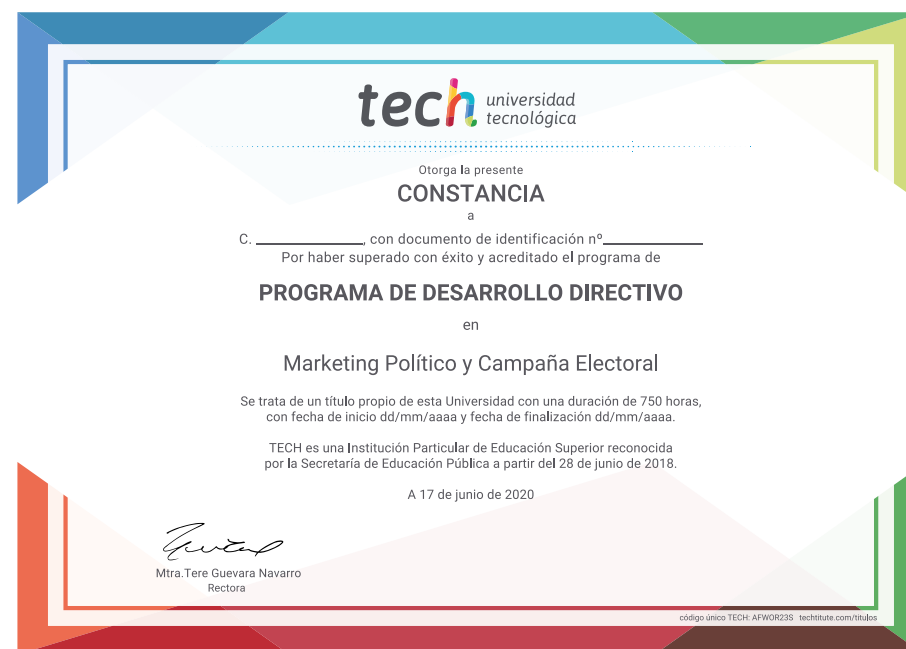 tech universidad
tecnológica
Otorga la presente
CONSTANCIA
a
C. ______________, con documento de identificación nº_____________
Por haber superado con éxito y acreditado el programa de
PROGRAMA DE DESARROLLO DIRECTIVO
en
Marketing Político y Campaña Electoral
Se trata de un título propio de esta Universidad con una duración de 750 horas,
con fecha de inicio dd/mm/aaaa y fecha de finalización dd/mm/aaaa.
TECH es una Institución Particular de Educación Superior reconocida
por la Secretaría de Educación Pública a partir del 28 de junio de 2018.
A 17 de junio de 2020
Mtra.Tere Guevara Navarro
Rectora
código único TECH: AFWOR23S techtitute.com/titulos